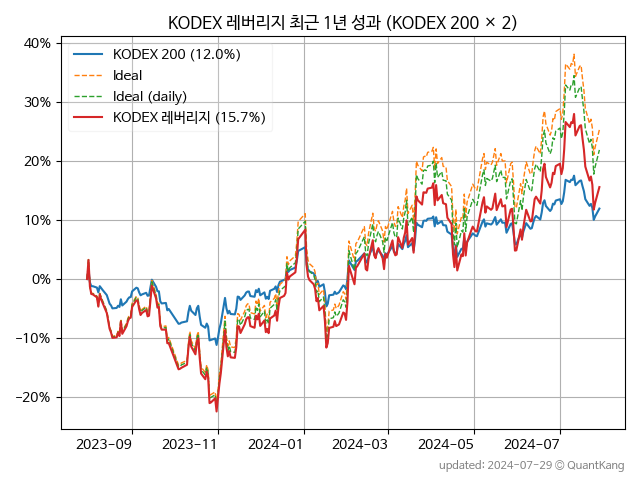 KODEX 레버리지 최근 1년 성과 (KODEX 200 × 2)
40%
30%
20%
10%
0%
−10%
−20%
KODEX 200 (12.0%)
Ideal
Ideal (daily)
KODEX 레버리지 (15.7%)
2023-09 2023-11 2024-01 2024-03 2024-05 2024-07
updated: 2024-07-29 © QuantKang